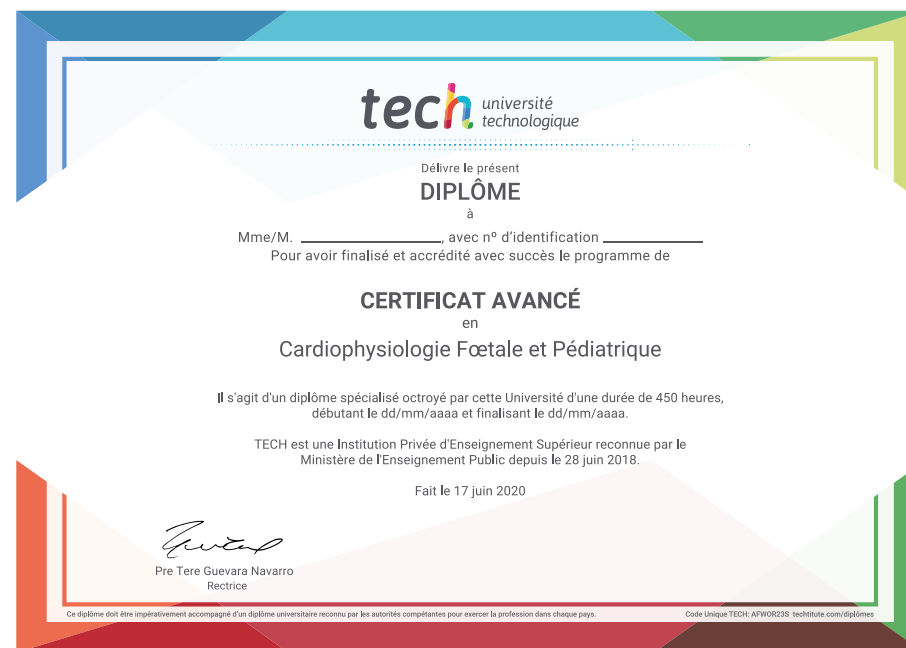 tech université
technologique
Délivre le présent
DIPLÔME
à
Mme/M. ____________________, avec nº d'identification ______________
Pour avoir finalisé et accrédité avec succès le programme de
CERTIFICAT AVANCÉ
en
Cardiophysiologie Fœtale et Pédiatrique
Il s'agit d'un diplôme spécialisé octroyé par cette Université d'une durée de 450 heures,
débutant le dd/mm/aaaa et finalisant le dd/mm/aaaa.
TECH est une Institution Privée d'Enseignement Supérieur reconnue par le
Ministère de l'Enseignement Public depuis le 28 juin 2018.
Fait le 17 juin 2020
Pre Tere Guevara Navarro
Rectrice
Ce diplôme doit être impérativement accompagné d'un diplôme universitaire reconnu par les autorités compétantes pour exercer la profession dans chaque pays.
Code Unique TECH: AFWOR23S techtitute.com/diplômes